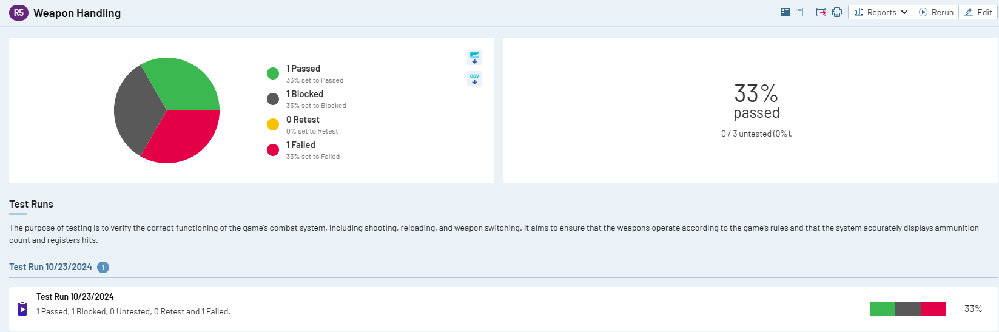 R5 Weapon Handling
Reports Rerun Edit
1 Passed
33% set to Passed
1 Blocked
33% set to Blocked
0 Retest
0% set to Retest
1 Failed
33% set to Failed
CSV
33%
passed
0 / 3 untested (0%).
Test Runs
The purpose of testing is to verify the correct functioning of the game's combat system, including shooting, reloading, and weapon switching. It aims to ensure that the weapons operate according to the game’s rules and that the system accurately displays ammunition
count and registers hits.
Test Run 10/23/2024 1
Test Run 10/23/2024
1 Passed, 1 Blocked, 0 Untested, 0 Retest and 1 Failed.
33%